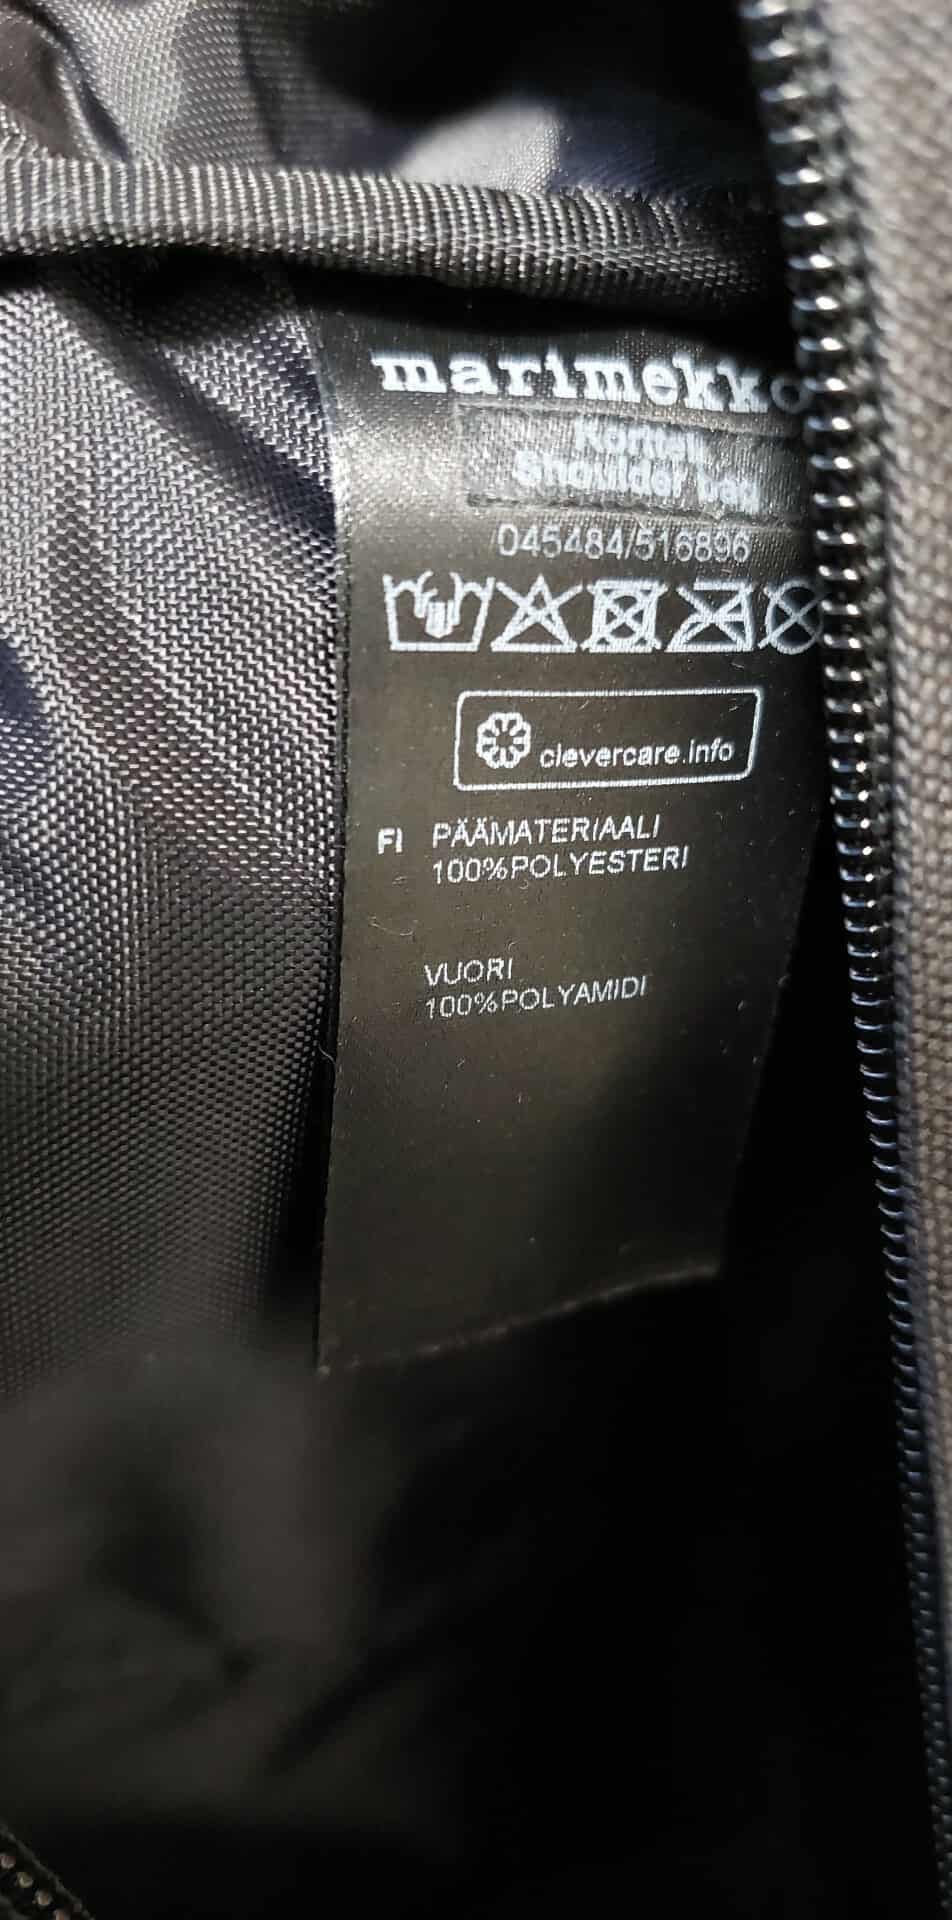 marimekko
Kortteli
Shoulder bag
045484/516896
clevercare.info
FI PÄÄMATERIAALI
100%POLYESTERI
VUORI
100%POLYAMIDI